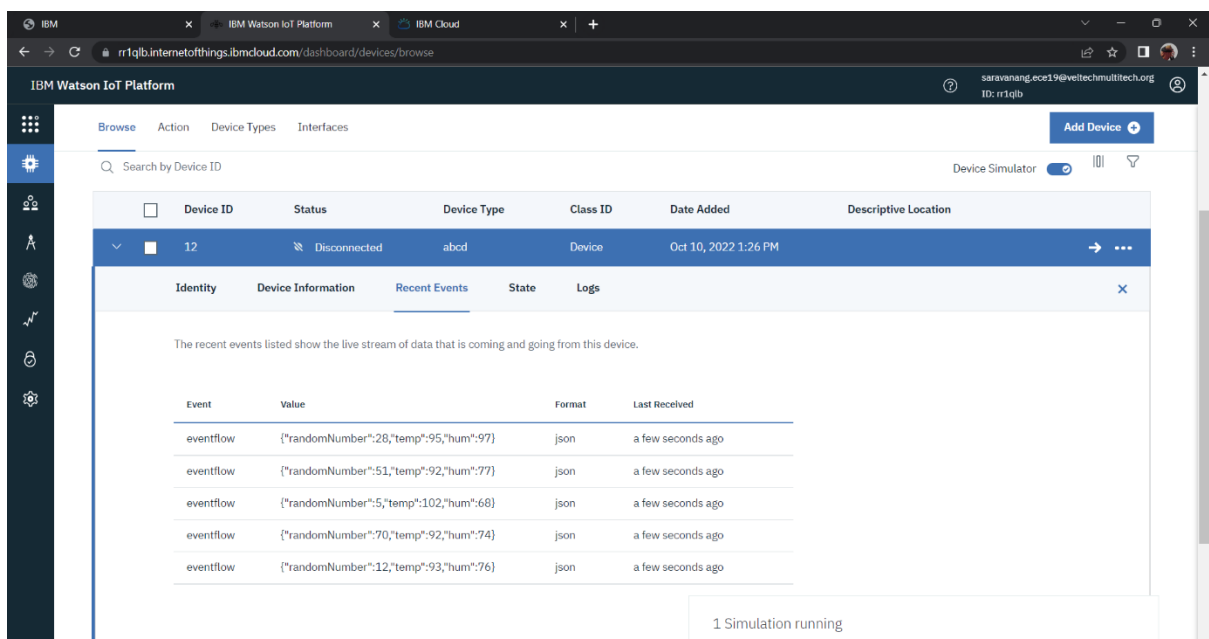 IBM
IBM Watson IoT Platform
IBM Cloud
rr1qlb.internetofthings.ibmcloud.com/dashboard/devices/browse
IBM Watson IoT Platform
saravanang.ece19@veltechmultitech.org
ID: rr1qlb
Browse Action Device Types Interfaces
Add Device
Search by Device ID
Device Simulator
Device ID Status Device Type Class ID Date Added Descriptive Location
12 Disconnected abcd Device Oct 10, 2022 1:26 PM
Identity Device Information Recent Events State Logs
The recent events listed show the live stream of data that is coming and going from this device.
Event Value Format Last Received
eventflow {"randomNumber":28,"temp":95,"hum":97} json a few seconds ago
eventflow {"randomNumber":51,"temp":92,"hum":77} json a few seconds ago
eventflow {"randomNumber":5,"temp":102,"hum":68} json a few seconds ago
eventflow {"randomNumber":70,"temp":92,"hum":74} json a few seconds ago
eventflow {"randomNumber":12,"temp":93,"hum":76} json a few seconds ago
1 Simulation running